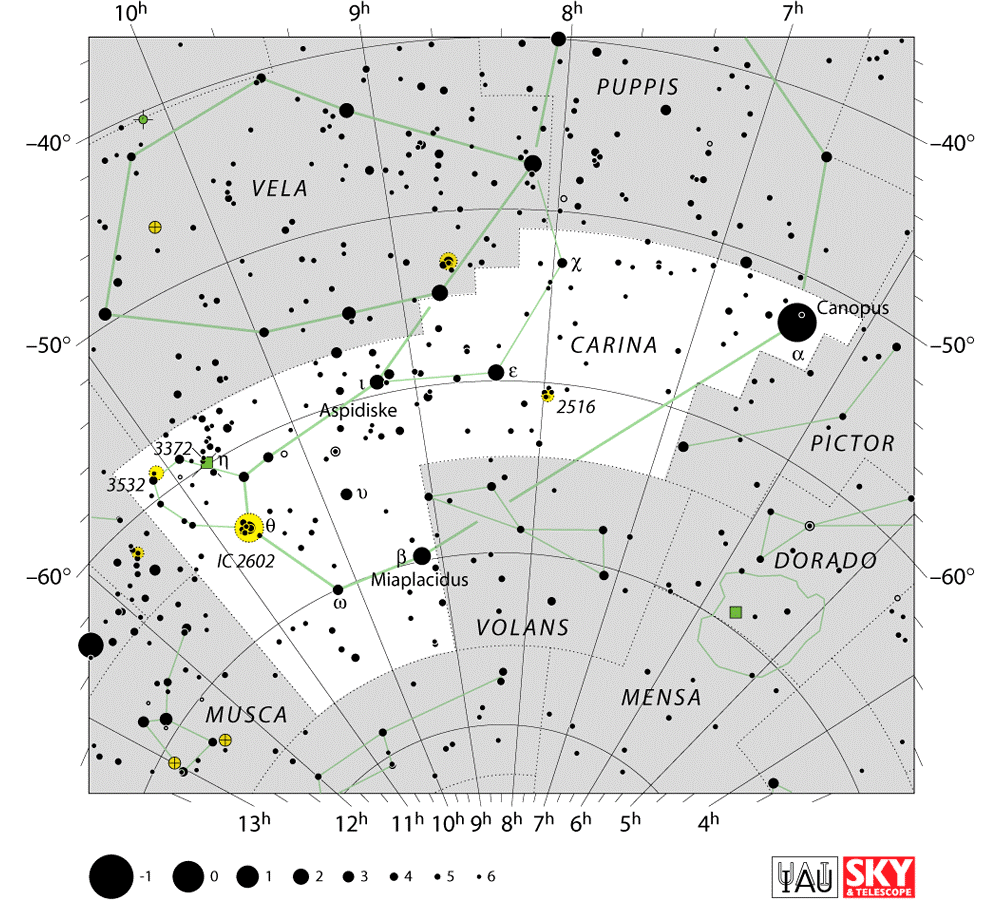 10h 9h 8h 7h
PUPPIS
−40° −40°
VELA
χ
Canopus
α
−50° CARINA −50°
ε
ι
Aspidiske
2516
PICTOR
3372 η
3532
υ
θ
IC 2602
β
Miaplacidus
DORADO
−60° −60°
ω
VOLANS
MENSA
MUSCA
13h 12h 11h 10h 9h 8h 7h 6h 5h 4h
-1 0 1 2 3 4 5 6
IAU
SKY
& TELESCOPE